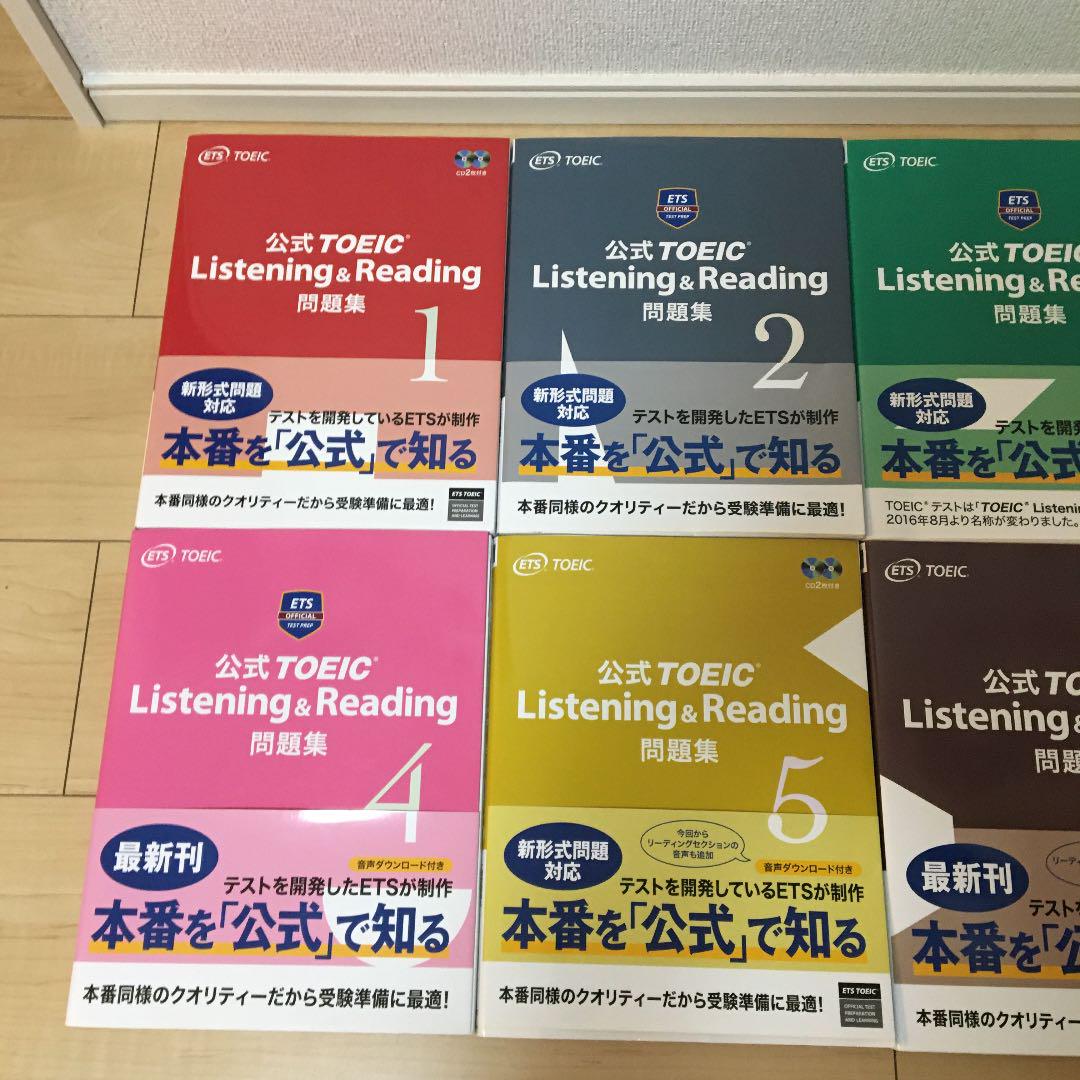 ETS TOEIC®
CD2枚付き
公式 TOEIC®
Listening & Reading
問題集
1
新形式問題
対応
テストを開発しているETSが制作
本番を「公式」で知る
本番同様のクオリティーだから受験準備に最適!
ETS TOEIC®
OFFICIAL TEST
PREPARATION
AND LEARNING
ETS TOEIC®
ETS
OFFICIAL
TEST PREP
公式 TOEIC®
Listening & Reading
問題集
2
新形式問題
対応
テストを開発したETSが制作
本番を「公式」で知る
本番同様のクオリティーだから受験準備に最適!
ETS TOEIC®
ETS
OFFICIAL
TEST PREP
公式 TOEIC
Listening & Re
問題集
新形式問題
対応
テストを開発
本番を「公式
TOEIC®テストは「TOEIC® Listenin
2016年8月より名称が変わりました。
ETS TOEIC®
ETS
OFFICIAL
TEST PREP
公式 TOEIC®
Listening & Reading
問題集
4
最新刊
音声ダウンロード付き
テストを開発したETSが制作
本番を「公式」で知る
本番同様のクオリティーだから受験準備に最適!
ETS TOEIC®
CD2枚付き
公式 TOEIC®
Listening & Reading
問題集
5
新形式問題
対応
今回から
リーディングセクションの
音声も追加
音声ダウンロード付き
テストを開発しているETSが制作
本番を「公式」で知る
本番同様のクオリティーだから受験準備に最適!
ETS TOEIC®
OFFICIAL TEST
PREPARATION
AND LEARNING
ETS TOEIC®
公式 TO
Listening &
問題
最新刊
リーディ
テストを
本番を「公
本番同様のクオリティー